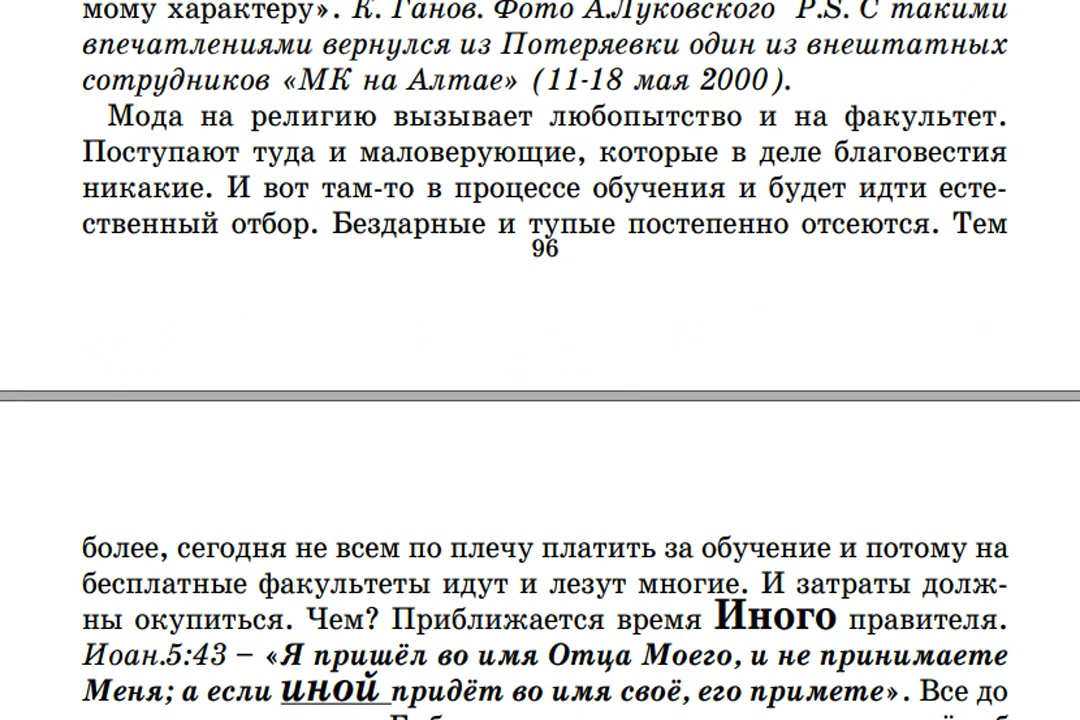 мому характеру». К. Ганов. Фото А.Луковского P.S. С такими
впечатлениями вернулся из Потеряевки один из внештатных
сотрудников «МК на Алтае» (11-18 мая 2000).
Мода на религию вызывает любопытство и на факультет.
Поступают туда и маловерующие, которые в деле благовестия
никакие. И вот там-то в процессе обучения и будет идти есте-
ственный отбор. Бездарные и тупые постепенно отсеются. Тем
96
более, сегодня не всем по плечу платить за обучение и потому на
бесплатные факультеты идут и лезут многие. И затраты долж-
ны окупиться. Чем? Приближается время Иного правителя.
Иоан.5:43 – «Я пришёл во имя Отца Моего, и не принимаете
Меня; а если иной придёт во имя своё, его примете». Все до